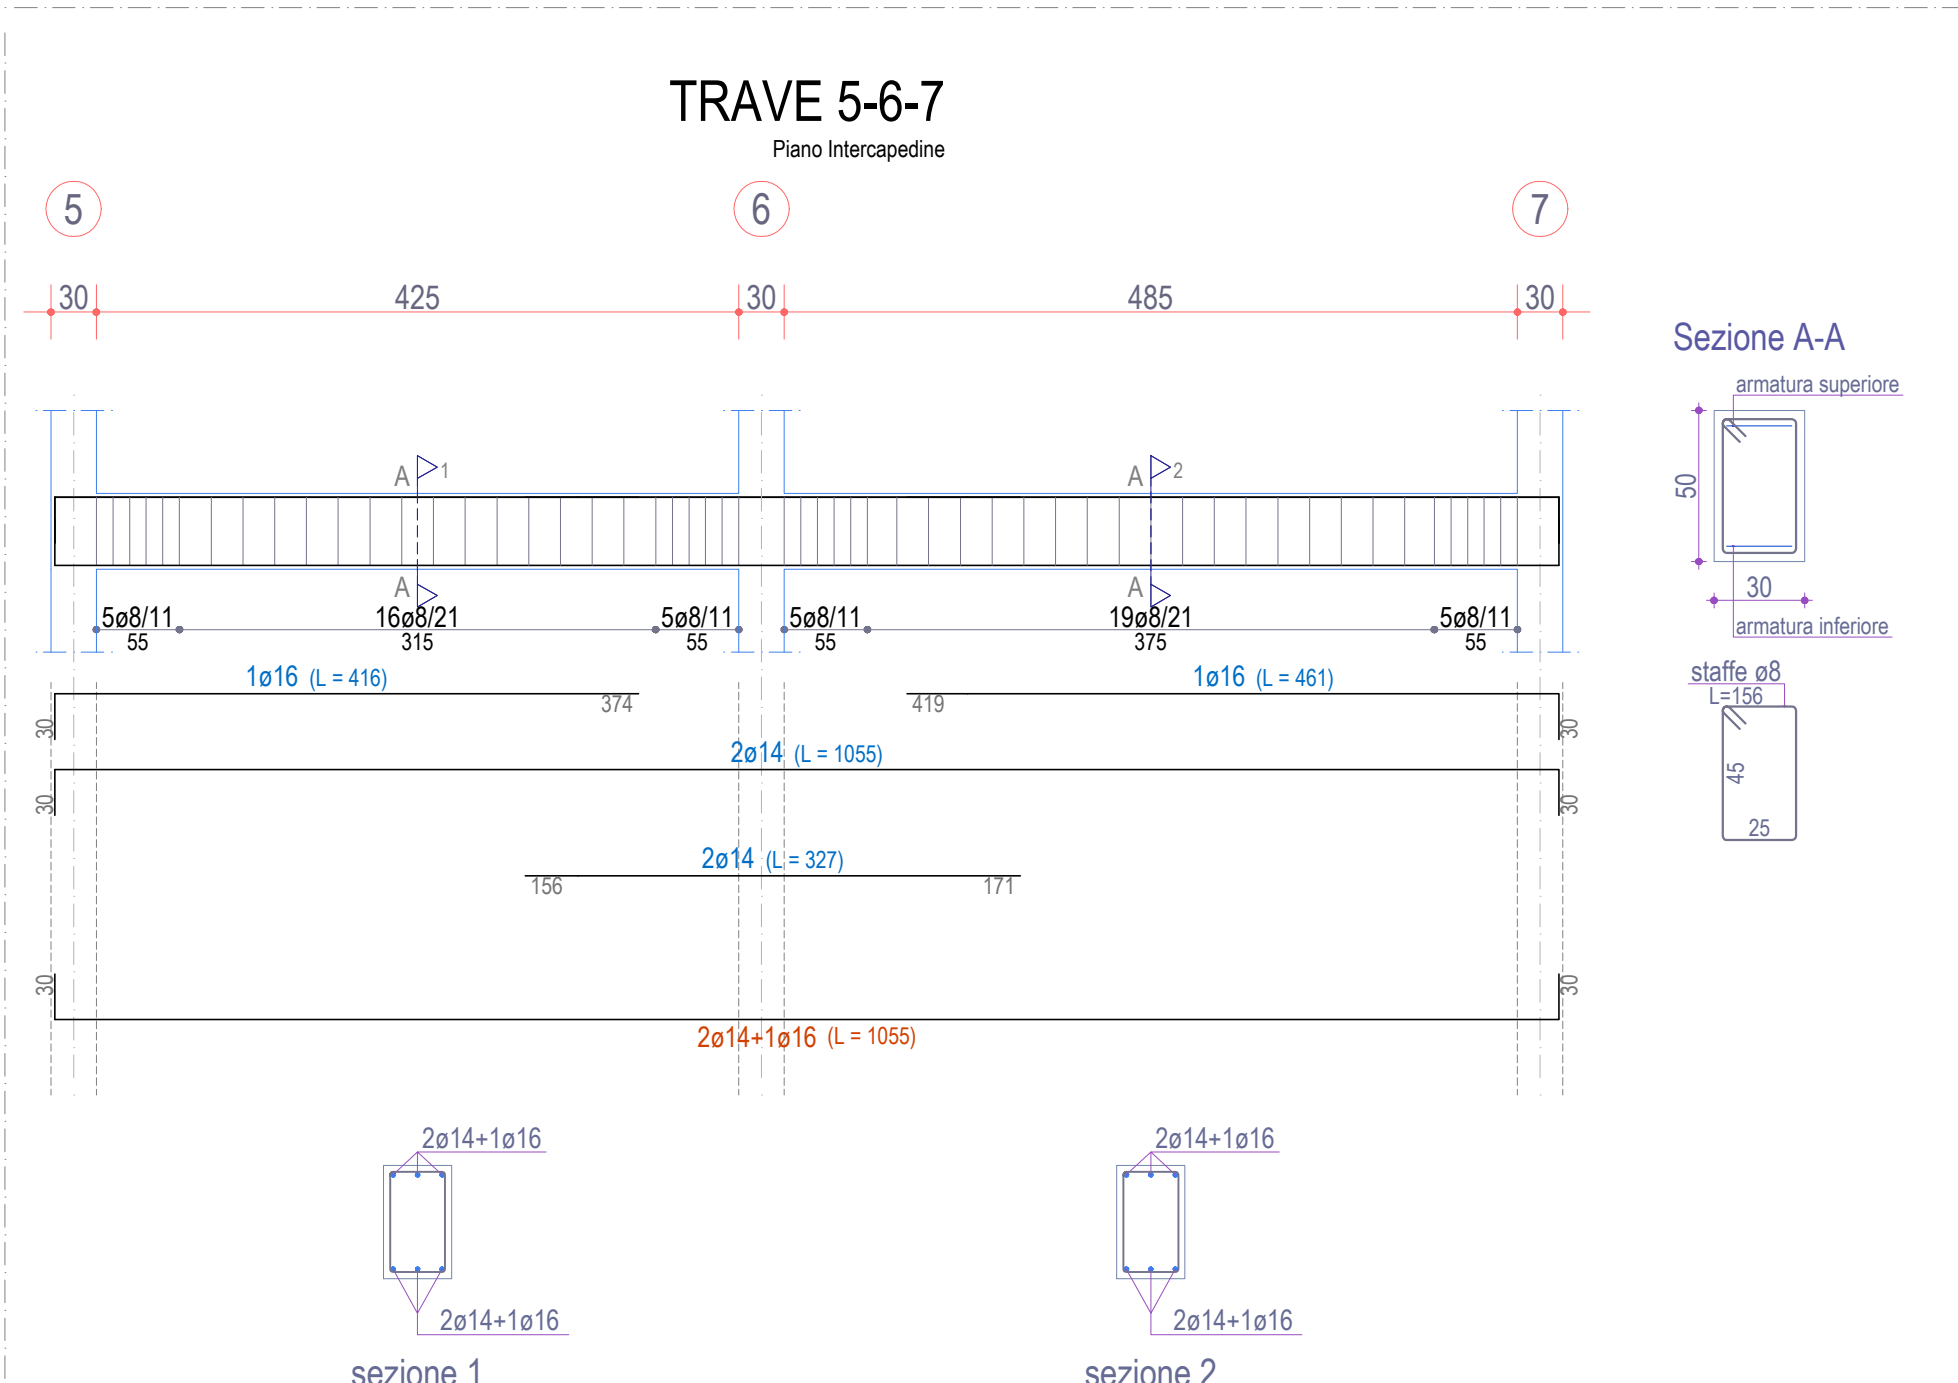 TRAVE 5-6-7
Piano Intercapedine
5 6 7
30 425 30 485 30
Sezione A-A
armatura superiore
50
30
armatura inferiore
A 1 A 2
A A
5ø8/11 16ø8/21 5ø8/11 5ø8/11 19ø8/21 5ø8/11
55 315 55 55 375 55
1ø16 (L = 416) 1ø16 (L = 461)
374 419
30 30
staffe ø8
L=156
45
25
2ø14 (L = 1055)
30 30
2ø14 (L = 327)
156 171
30 30
2ø14+1ø16 (L = 1055)
2ø14+1ø16 2ø14+1ø16
2ø14+1ø16 2ø14+1ø16
sezione 1 sezione 2